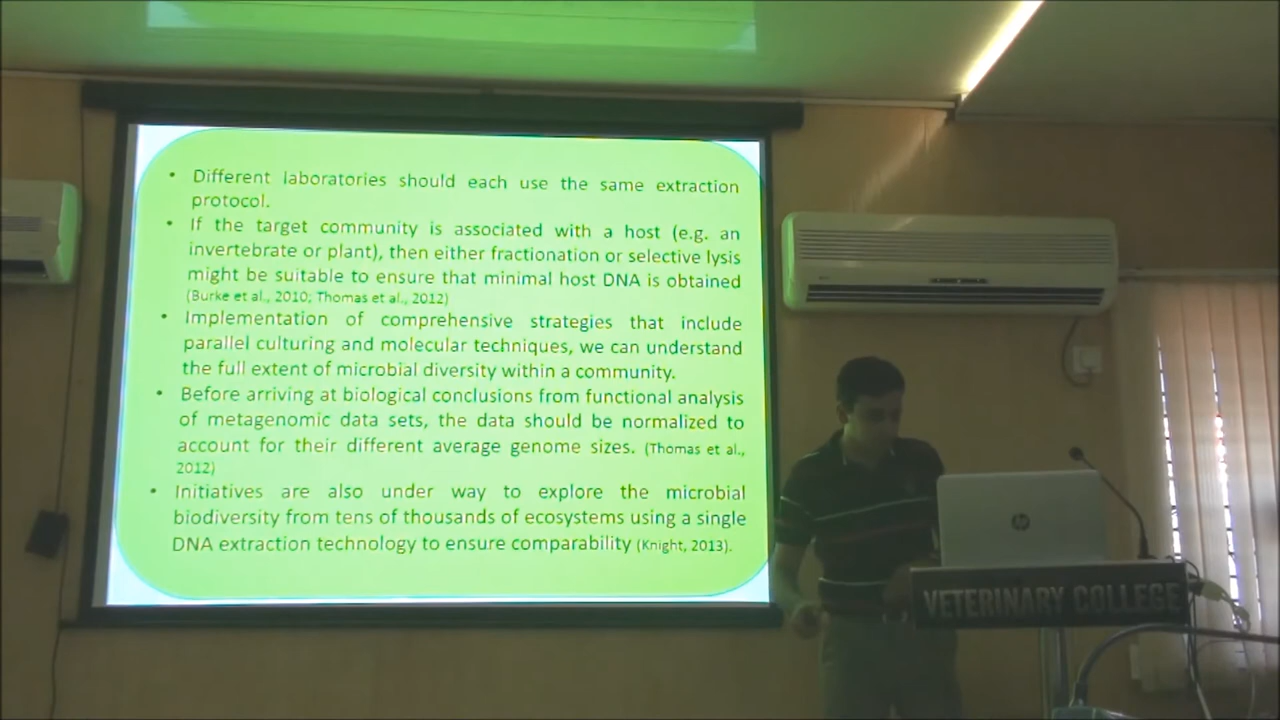 • Different laboratories should each use the same extraction
protocol.
• If the target community is associated with a host (e.g. an
invertebrate or plant), then either fractionation or selective lysis
might be suitable to ensure that minimal host DNA is obtained
(Burke et al., 2010; Thomas et al., 2012)
• Implementation of comprehensive strategies that include
parallel culturing and molecular techniques, we can understand
the full extent of microbial diversity within a community.
• Before arriving at biological conclusions from functional analysis
of metagenomic data sets, the data should be normalized to
account for their different average genome sizes. (Thomas et al.,
2012)
• Initiatives are also under way to explore the microbial
biodiversity from tens of thousands of ecosystems using a single
DNA extraction technology to ensure comparability (Knight, 2013).
hp
VETERINARY COLLEGE